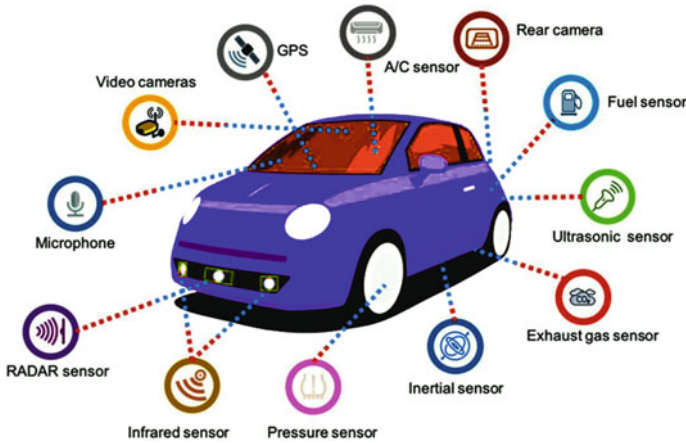 GPS
A/C sensor
Rear camera
Video cameras
Fuel sensor
Microphone
Ultrasonic sensor
CO₂
Exhaust gas sensor
RADAR sensor
Inertial sensor
Infrared sensor
Pressure sensor